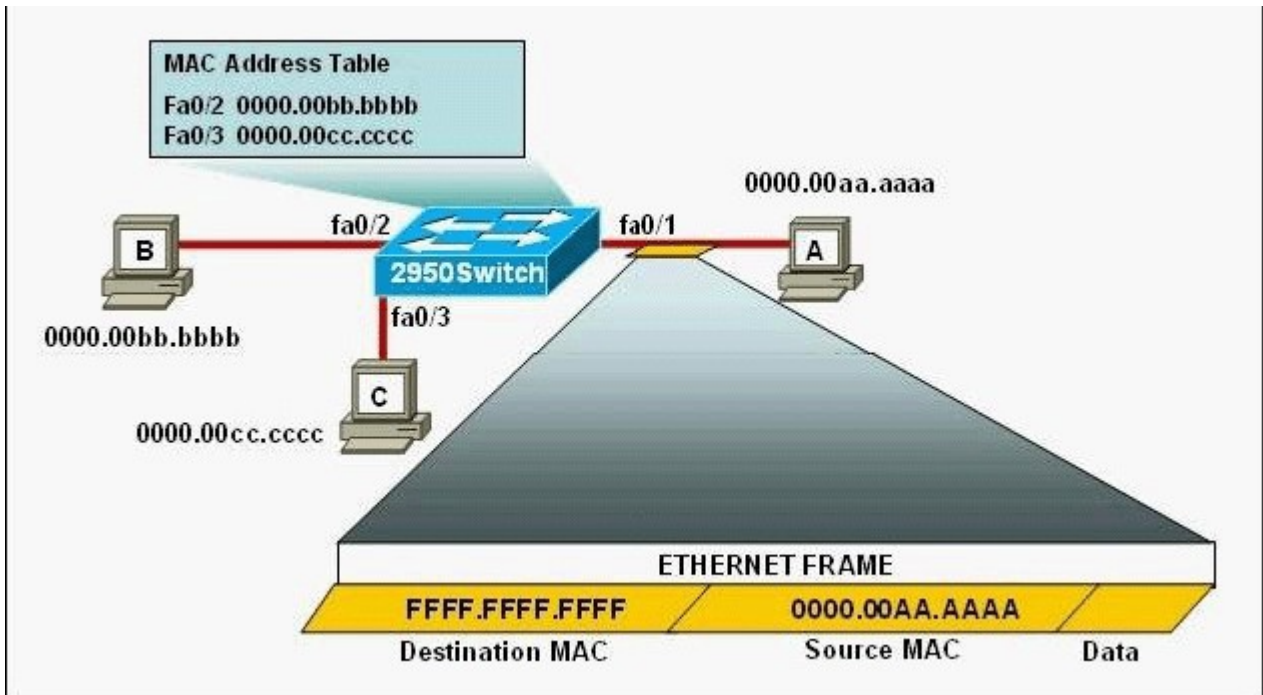 MAC Address Table
Fa0/2 0000.00bb.bbbb
Fa0/3 0000.00cc.cccc
0000.00aa.aaaa
fa0/2
fa0/1
B
A
2950Switch
fa0/3
0000.00bb.bbbb
C
0000.00cc.cccc
ETHERNET FRAME
FFFF.FFFF.FFFF 0000.00AA.AAAA
Destination MAC Source MAC Data